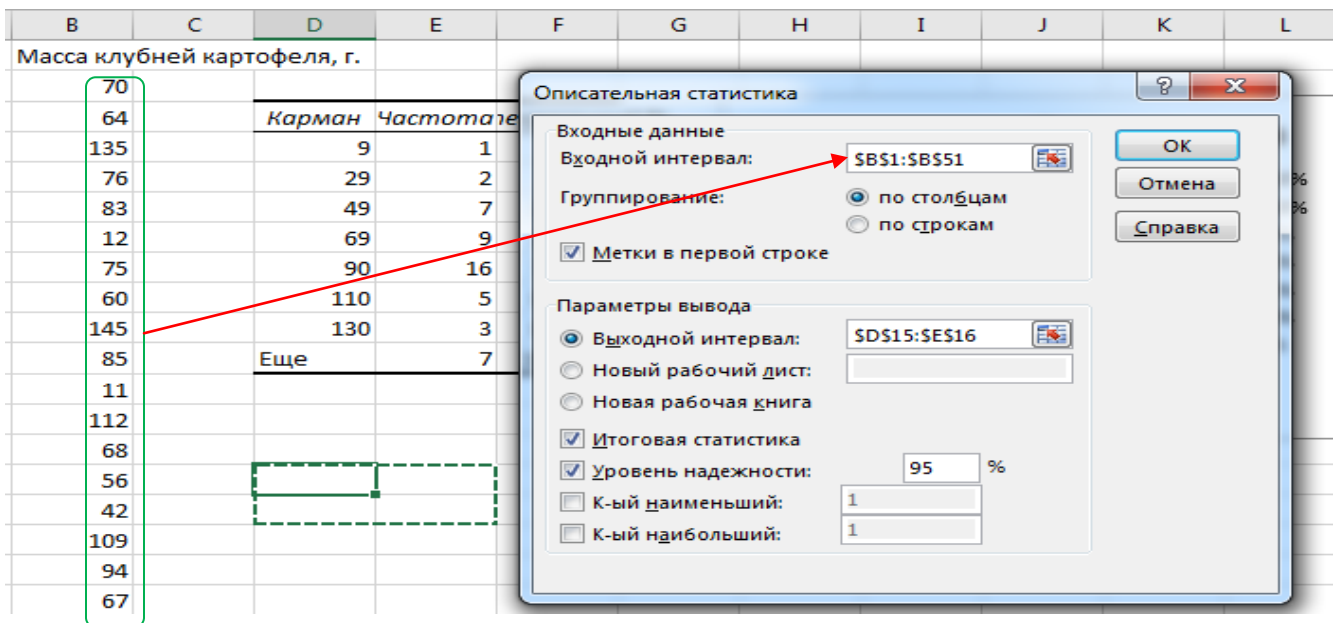 B C D E F G H I J K L
Масса клубней картофеля, г.
70
64 Карман Частота
135 9 1
76 29 2 %
83 49 7 %
12 69 9
75 90 16
60 110 5
145 130 3
85 Еще 7
11
112
68
56
42
109
94
67
Описательная статистика
Входные данные
Входной интервал: $B$1:$B$51
Группирование: по столбцам
по строкам
Метки в первой строке
Параметры вывода
Выходной интервал: $D$15:$E$16
Новый рабочий лист:
Новая рабочая книга
Итоговая статистика
Уровень надежности: 95 %
К-ый наименьший: 1
К-ый наибольший: 1
?
ОК
Отмена
Справка